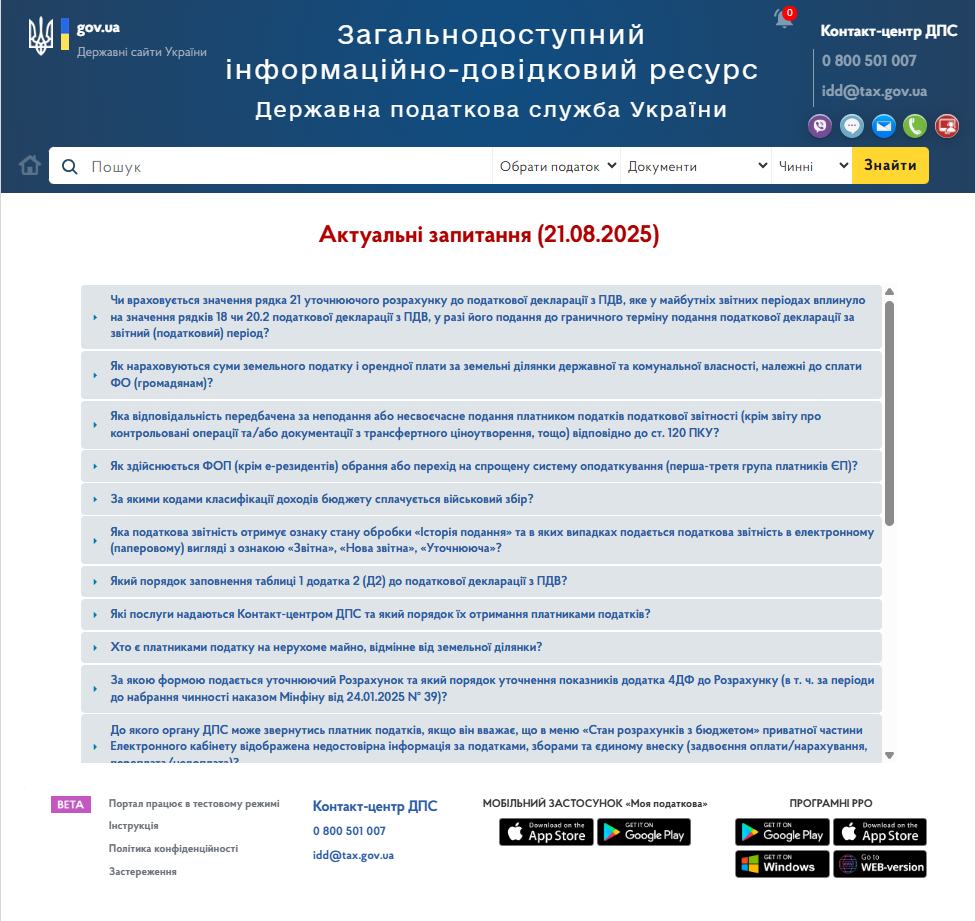 gov.ua
Державні сайти України
Загальнодоступний
інформаційно-довідковий ресурс
Державна податкова служба України
0
Контакт-центр ДПС
0 800 501 007
idd@tax.gov.ua
Пошук
Обрати податок
Документи
Чинні
Знайти
Актуальні запитання (21.08.2025)
Чи враховується значення рядка 21 уточнюючого розрахунку до податкової декларації з ПДВ, яке у майбутніх звітних періодах вплинуло
на значення рядків 18 чи 20.2 податкової декларації з ПДВ, у разі його подання до граничного терміну подання податкової декларації за
звітний (податковий) період?
Як нараховуються суми земельного податку і орендної плати за земельні ділянки державної та комунальної власності, належні до сплати
ФО (громадянам)?
Яка відповідальність передбачена за неподання або несвоєчасне подання платником податків податкової звітності (крім звіту про
контрольовані операції та/або документації з трансфертного ціноутворення, тощо) відповідно до ст. 120 ПКУ?
Як здійснюється ФОП (крім е-резидентів) обрання або перехід на спрощену систему оподаткування (перша-третя група платників ЄП)?
За якими кодами класифікації доходів бюджету сплачується військовий збір?
Яка податкова звітність отримує ознаку стану обробки «Історія подання» та в яких випадках подається податкова звітність в електронному
(паперовому) вигляді з ознакою «Звітна», «Нова звітна», «Уточнююча»?
Який порядок заповнення таблиці 1 додатка 2 (Д2) до податкової декларації з ПДВ?
Які послуги надаються Контакт-центром ДПС та який порядок їх отримання платниками податків?
Хто є платниками податку на нерухоме майно, відмінне від земельної ділянки?
За якою формою подається уточнюючий Розрахунок та який порядок уточнення показників додатка 4ДФ до Розрахунку (в т. ч. за періоди
до набрання чинності наказом Мінфіну від 24.01.2025 № 39)?
До якого органу ДПС може звернутись платник податків, якщо він вважає, що в меню «Стан розрахунків з бюджетом» приватної частини
Електронного кабінету відображена недостовірна інформація за податками, зборами та єдиному внеску (задвоєння оплати/нарахування,
переплата/недоплата)?
BETA
Портал працює в тестовому режимі
Інструкція
Політика конфіденційності
Застереження
Контакт-центр ДПС
0 800 501 007
idd@tax.gov.ua
МОБІЛЬНИЙ ЗАСТОСУНОК «Моя податкова»
Download on the
App Store
GET IT ON
Google Play
ПРОГРАМНІ РРО
GET IT ON
Google Play
Download on the
App Store
GET IT ON
Windows
Go to
WEB-version